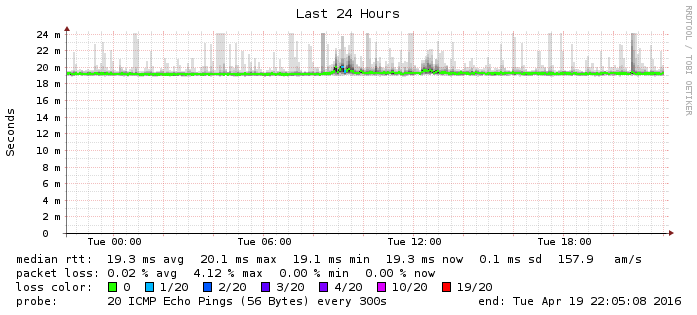 Last 24 Hours
RRDTOOL / TOBI OETIKER
Seconds
24 m
22 m
20 m
18 m
16 m
14 m
12 m
10 m
8 m
6 m
4 m
2 m
0
Tue 00:00 Tue 06:00 Tue 12:00 Tue 18:00
median rtt: 19.3 ms avg 20.1 ms max 19.1 ms min 19.3 ms now 0.1 ms sd 157.9 am/s
packet loss: 0.02 % avg 4.12 % max 0.00 % min 0.00 % now
loss color: 0 1/20 2/20 3/20 4/20 10/20 19/20
probe: 20 ICMP Echo Pings (56 Bytes) every 300s end: Tue Apr 19 22:05:08 2016